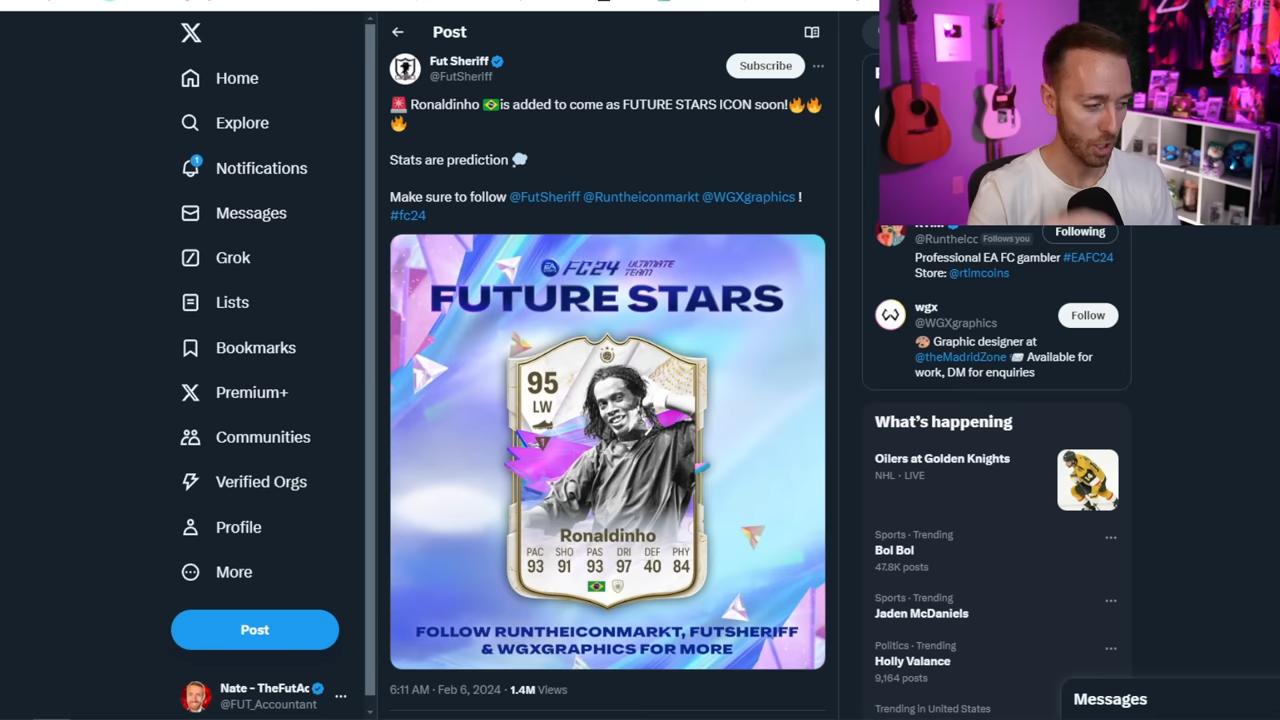 Home
Explore
1
Notifications
Messages
Grok
Lists
Bookmarks
Premium+
Communities
Verified Orgs
Profile
More
Post
Nate - TheFutAc
@FUT_Accountant
Post
Fut Sheriff
@FutSheriff
Subscribe
🚨 Ronaldinho 🇧🇷is added to come as FUTURE STARS ICON soon!🔥🔥
🔥
Stats are prediction 💭
Make sure to follow @FutSheriff @Runtheiconmarkt @WGXgraphics !
#fc24
EA SPORTS FC24 ULTIMATE
TEAM
FUTURE STARS
95
LW
Ronaldinho
PAC SHO PAS DRI DEF PHY
93 91 93 97 40 84
FOLLOW RUNTHEICONMARKT, FUTSHERIFF
& WGXGRAPHICS FOR MORE
6:11 AM · Feb 6, 2024 · 1.4M Views
@Runtheicc Follows you
Following
Professional EA FC gambler #EAFC24
Store: @rtlmcoins
wgx
@WGXgraphics
Follow
🎨 Graphic designer at
@theMadridZone 📨 Available for
work, DM for enquiries
What's happening
Oilers at Golden Knights
NHL · LIVE
Sports · Trending
Bol Bol
47.8K posts
Sports · Trending
Jaden McDaniels
Politics · Trending
Holly Valance
9,164 posts
Trending in United States
Messages